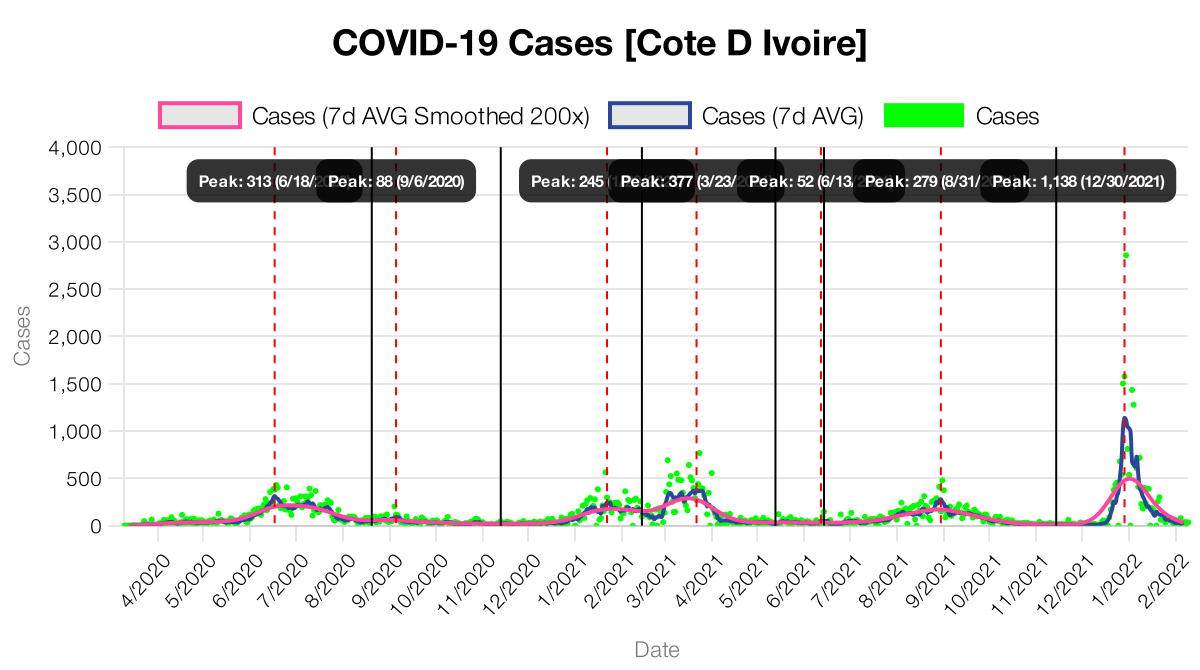 COVID-19 Cases [Cote D Ivoire]
Cases (7d AVG Smoothed 200x) Cases (7d AVG) Cases
4,000
3,500
3,000
2,500
2,000
1,500
1,000
500
0
Cases
Peak: 313 (6/18/20 Peak: 88 (9/6/2020) Peak: 245 Peak: 377 (3/23/ Peak: 52 (6/13/ Peak: 279 (8/31/ Peak: 1,138 (12/30/2021)
4/2020 5/2020 6/2020 7/2020 8/2020 9/2020 10/2020 11/2020 12/2020 1/2021 2/2021 3/2021 4/2021 5/2021 6/2021 7/2021 8/2021 9/2021 10/2021 11/2021 12/2021 1/2022 2/2022
Date